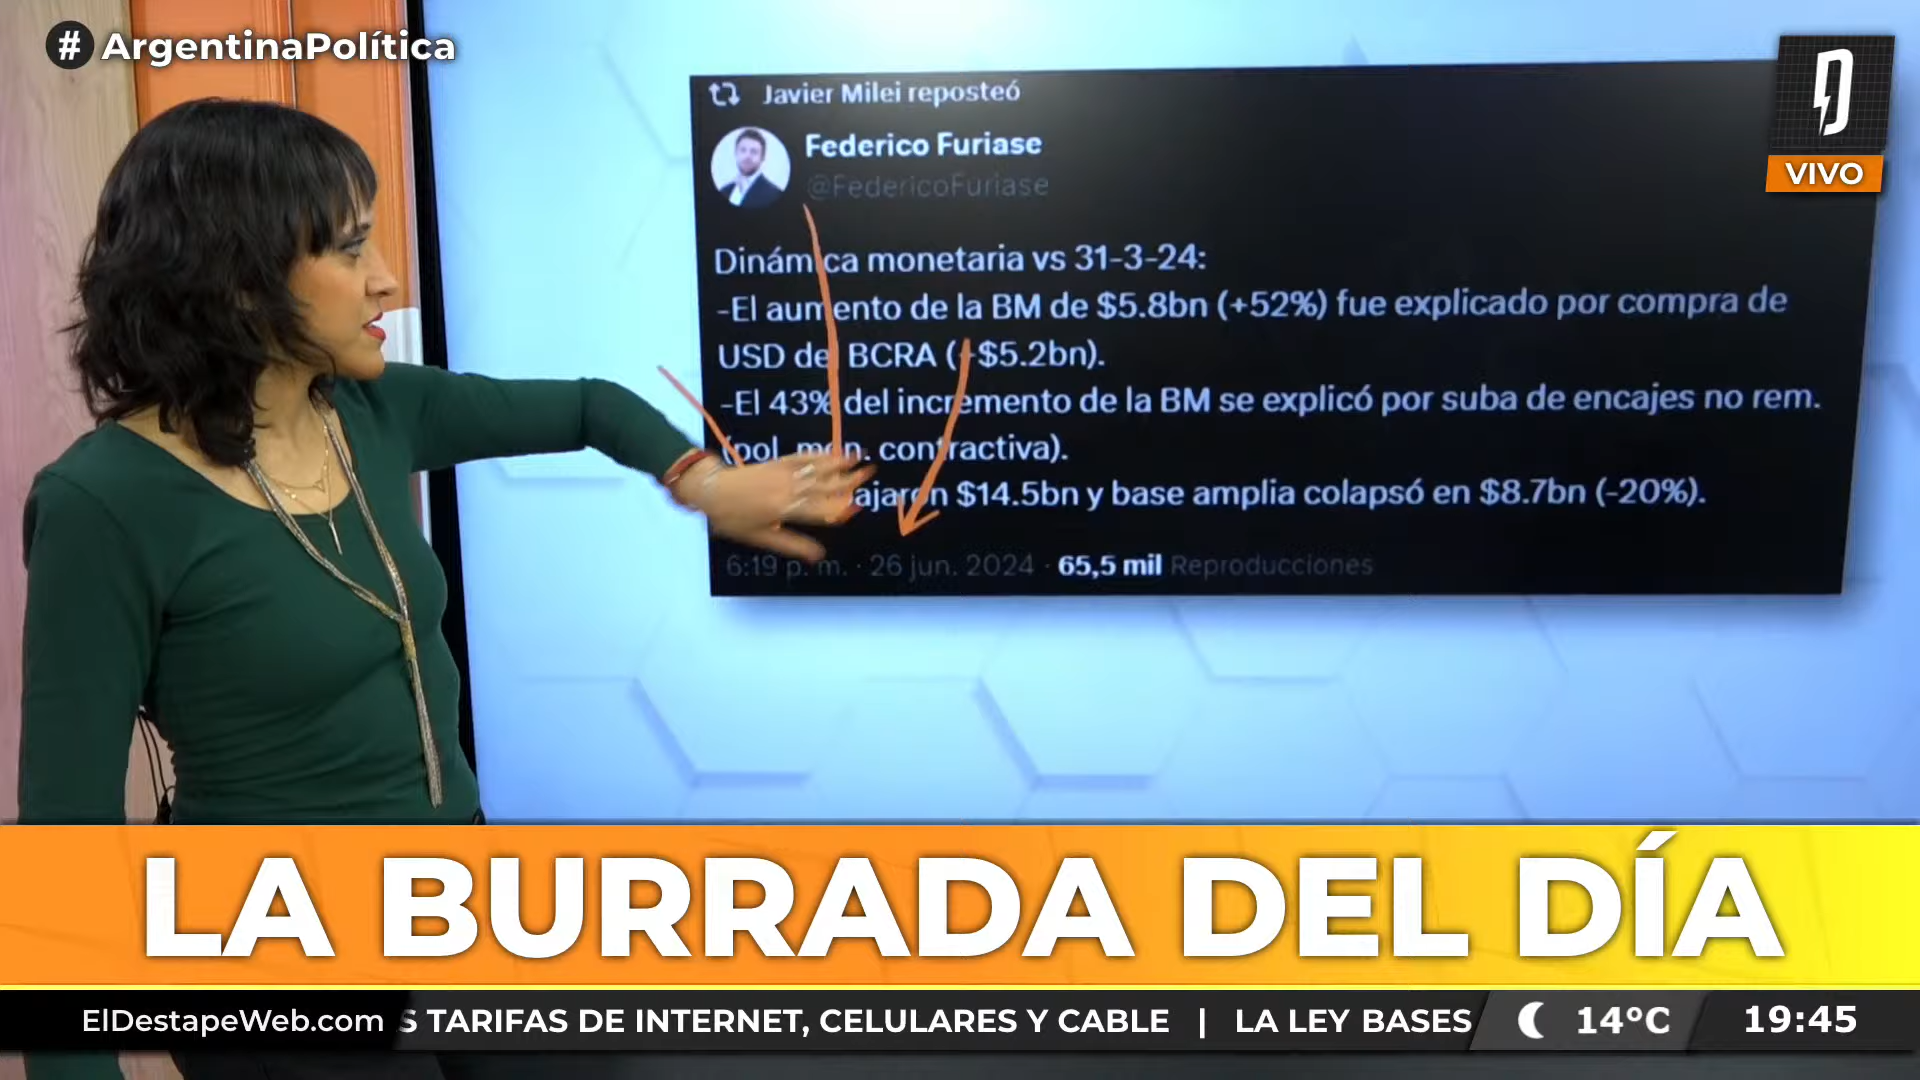 # ArgentinaPolítica
Javier Milei reposteó
Federico Furiase
@FedericoFuriase
Dinámica monetaria vs 31-3-24:
-El aumento de la BM de $5.8bn (+52%) fue explicado por compra de
USD del BCRA (+$5.2bn).
-El 43% del incremento de la BM se explicó por suba de encajes no rem.
(pol. mon. contractiva).
$14.5bn y base amplia colapsó en $8.7bn (-20%).
6:19 p. m. · 26 jun. 2024 · 65,5 mil Reproducciones
VIVO
LA BURRADA DEL DÍA
ElDestapeWeb.com S TARIFAS DE INTERNET, CELULARES Y CABLE | LA LEY BASES 14°C 19:45